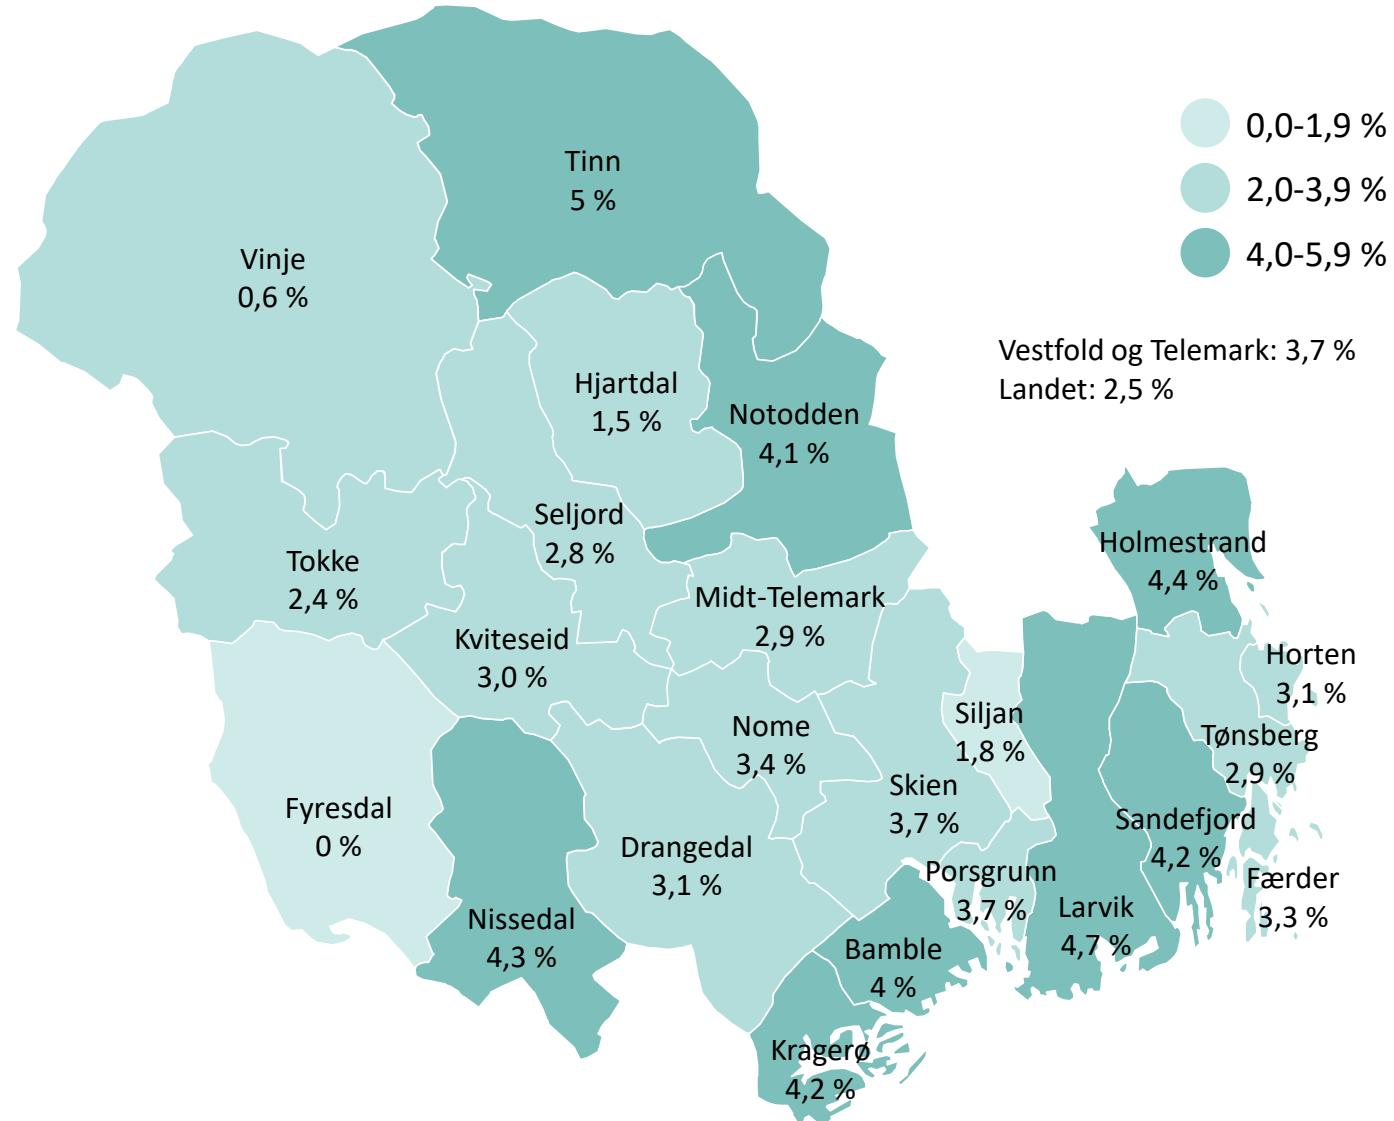 Tinn
5 %
0,0-1,9 %
2,0-3,9 %
4,0-5,9 %
Vinje
0,6 %
Vestfold og Telemark: 3,7 %
Landet: 2,5 %
Hjartdal
1,5 %
Notodden
4,1 %
Seljord
2,8 %
Holmestrand
4,4 %
Tokke
2,4 %
Midt-Telemark
2,9 %
Kviteseid
3,0 %
Horten
3,1 %
Siljan
1,8 %
Nome
3,4 %
Tønsberg
2,9 %
Skien
3,7 %
Fyresdal
0 %
Sandefjord
4,2 %
Drangedal
3,1 %
Porsgrunn
3,7 %
Færder
3,3 %
Nissedal
4,3 %
Larvik
4,7 %
Bamble
4 %
Kragerø
4,2 %